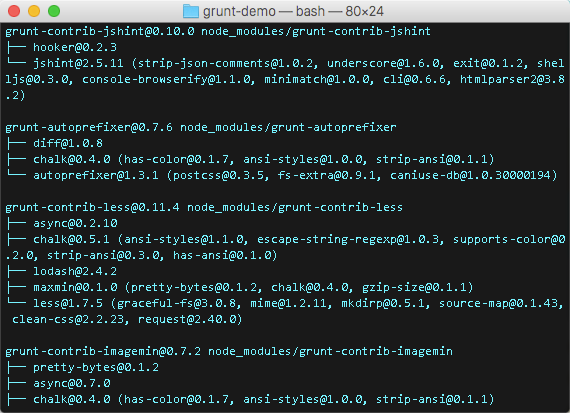 grunt-demo — bash — 80×24
grunt-contrib-jshint@0.10.0 node_modules/grunt-contrib-jshint
├── hooker@0.2.3
└── jshint@2.5.11 (strip-json-comments@1.0.2, underscore@1.6.0, exit@0.1.2, shel
ljs@0.3.0, console-browserify@1.1.0, minimatch@1.0.0, cli@0.6.6, htmlparser2@3.8
.2)
grunt-autoprefixer@0.7.6 node_modules/grunt-autoprefixer
├── diff@1.0.8
├── chalk@0.4.0 (has-color@0.1.7, ansi-styles@1.0.0, strip-ansi@0.1.1)
└── autoprefixer@1.3.1 (postcss@0.3.5, fs-extra@0.9.1, caniuse-db@1.0.30000194)
grunt-contrib-less@0.11.4 node_modules/grunt-contrib-less
├── async@0.2.10
├── chalk@0.5.1 (ansi-styles@1.1.0, escape-string-regexp@1.0.3, supports-color@0
.2.0, strip-ansi@0.3.0, has-ansi@0.1.0)
├── lodash@2.4.2
├── maxmin@0.1.0 (pretty-bytes@0.1.2, chalk@0.4.0, gzip-size@0.1.1)
└── less@1.7.5 (graceful-fs@3.0.8, mime@1.2.11, mkdirp@0.5.1, source-map@0.1.43,
 clean-css@2.2.23, request@2.40.0)
grunt-contrib-imagemin@0.7.2 node_modules/grunt-contrib-imagemin
├── pretty-bytes@0.1.2
├── async@0.7.0
├── chalk@0.4.0 (has-color@0.1.7, ansi-styles@1.0.0, strip-ansi@0.1.1)